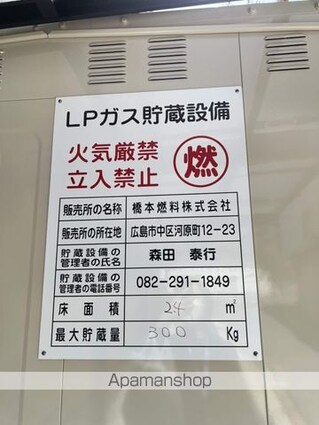 LPガス貯蔵設備
火気厳禁
立入禁止
燃
販売所の名称 橋本燃料株式会社
販売所の所在地 広島市中区河原町12-23
貯蔵設備の
管理者の氏名 森田 泰行
貯蔵設備の
管理者の電話番号 082-291-1849
床面積 24 m²
最大貯蔵量 300 Kg
Apamanshop